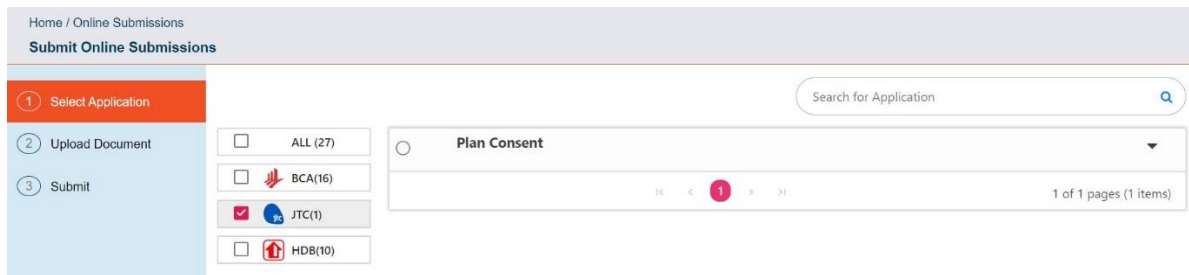 Home / Online Submissions
Submit Online Submissions
1 Select Application
2 Upload Document
3 Submit
Search for Application
ALL (27)
BCA(16)
jtc JTC(1)
HDB(10)
Plan Consent
1
1 of 1 pages (1 items)